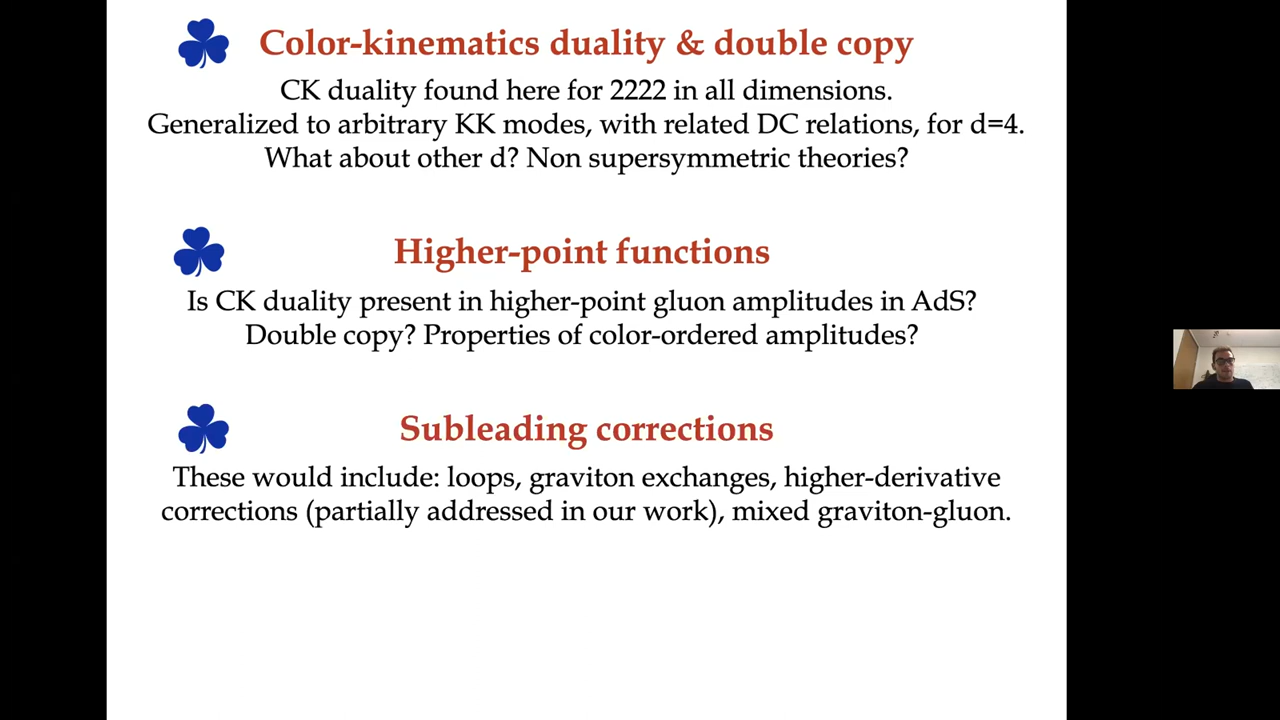 Color-kinematics duality & double copy
CK duality found here for 2222 in all dimensions.
Generalized to arbitrary KK modes, with related DC relations, for d=4.
What about other d? Non supersymmetric theories?
Higher-point functions
Is CK duality present in higher-point gluon amplitudes in AdS?
Double copy? Properties of color-ordered amplitudes?
Subleading corrections
These would include: loops, graviton exchanges, higher-derivative
corrections (partially addressed in our work), mixed graviton-gluon.